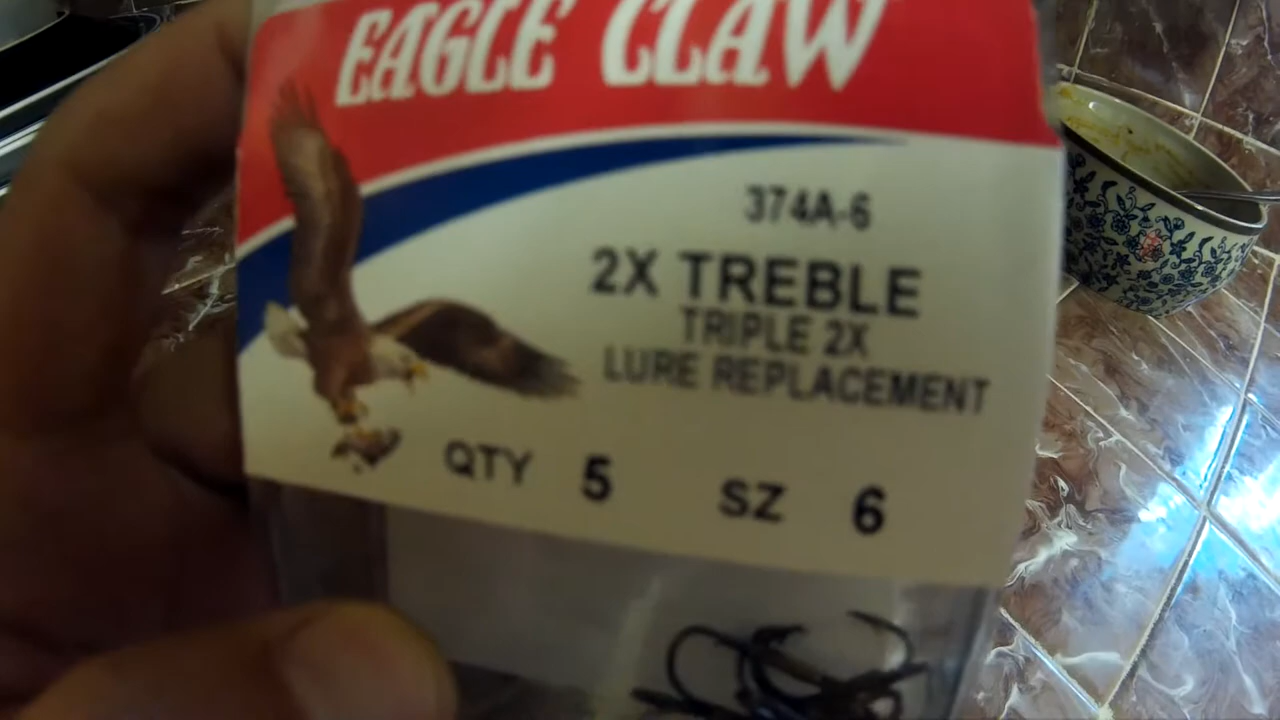 EAGLE CLAW
374A-6
2X TREBLE
TRIPLE 2X
LURE REPLACEMENT
QTY 5 SZ 6